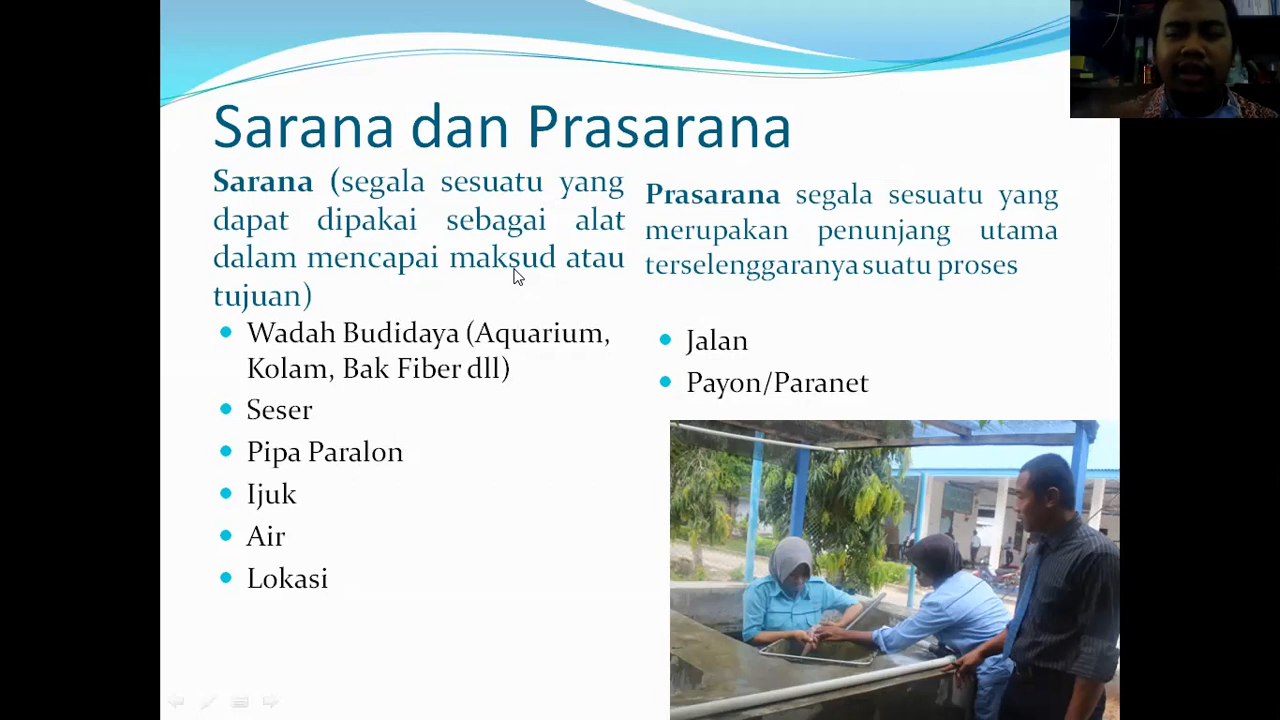 Sarana dan Prasarana
Sarana (segala sesuatu yang
dapat dipakai sebagai alat
dalam mencapai maksud atau
tujuan)
Wadah Budidaya (Aquarium,
Kolam, Bak Fiber dll)
Seser
Pipa Paralon
Ijuk
Air
Lokasi
Prasarana segala sesuatu yang
merupakan penunjang utama
terselenggaranya suatu proses
Jalan
Payon/Paranet